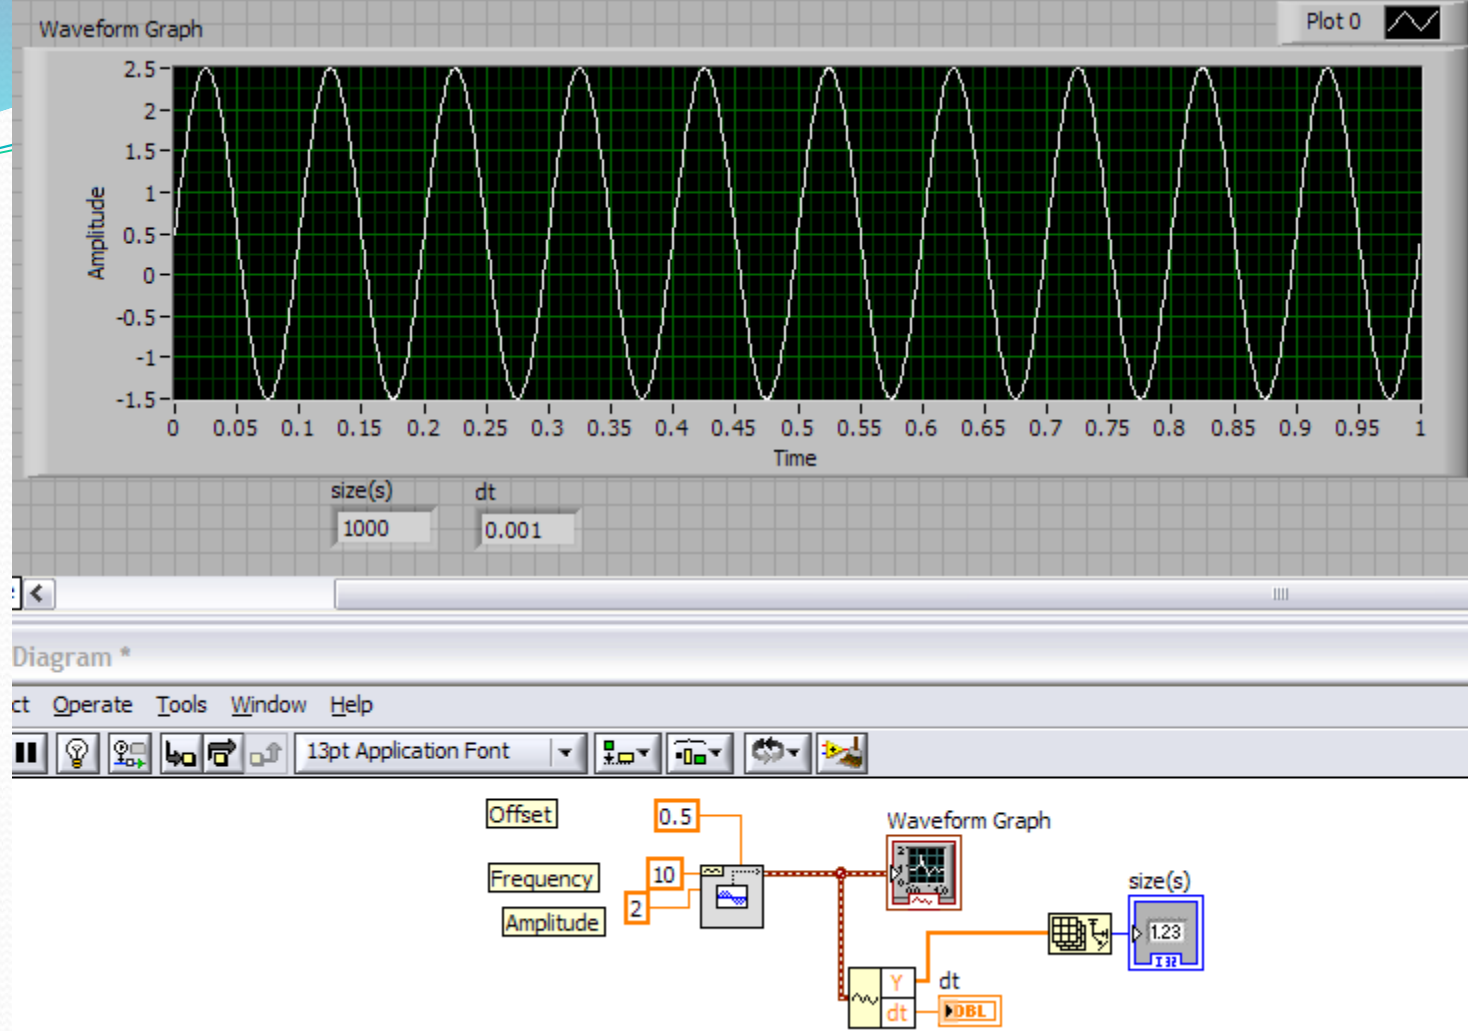 Waveform Graph
Plot 0
2.5
2
1.5
1
0.5
0
-0.5
-1
-1.5
Amplitude
0 0.05 0.1 0.15 0.2 0.25 0.3 0.35 0.4 0.45 0.5 0.55 0.6 0.65 0.7 0.75 0.8 0.85 0.9 0.95 1
Time
size(s) dt
1000 0.001
Diagram *
ct Operate Tools Window Help
13pt Application Font
Offset 0.5
Waveform Graph
Frequency 10
Amplitude 2
size(s)
1.23
I32
Y
dt
dt
DBL